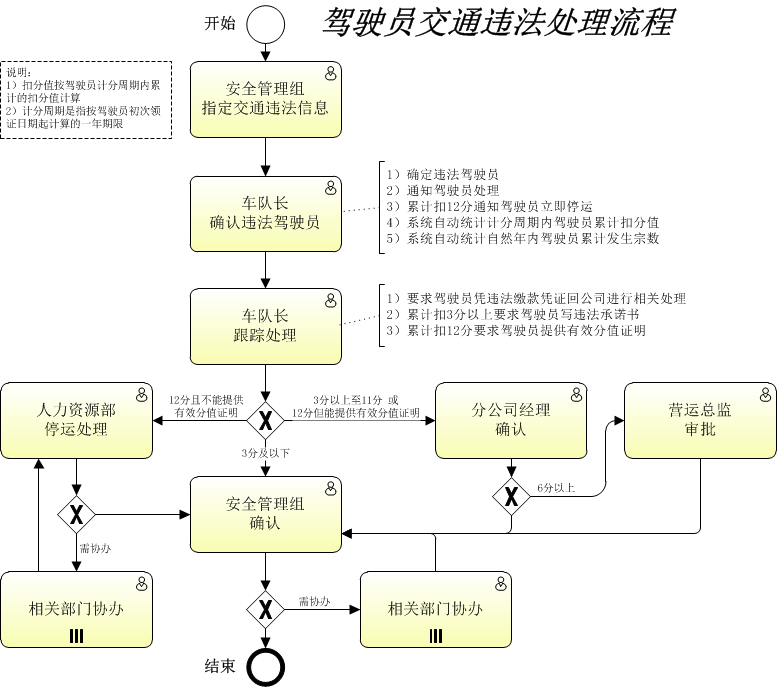 开始
驾驶员交通违法处理流程
说明:
1）扣分值按驾驶员计分周期内累
计的扣分值计算
2）计分周期是指按驾驶员初次领
证日期起计算的一年期限
安全管理组
指定交通违法信息
车队长
确认违法驾驶员
1）确定违法驾驶员
2）通知驾驶员处理
3）累计扣12分通知驾驶员立即停运
4）系统自动统计计分周期内驾驶员累计扣分值
5）系统自动统计自然年内驾驶员累计发生宗数
车队长
跟踪处理
1）要求驾驶员凭违法缴款凭证回公司进行相关处理
2）累计扣3分以上要求驾驶员写违法承诺书
3）累计扣12分要求驾驶员提供有效分值证明
人力资源部
停运处理
12分且不能提供
有效分值证明
X
3分以上至11分 或
12分但能提供有效分值证明
分公司经理
确认
营运总监
审批
3分及以下
安全管理组
确认
X
6分以上
X
需协办
相关部门协办
X
需协办
相关部门协办
结束